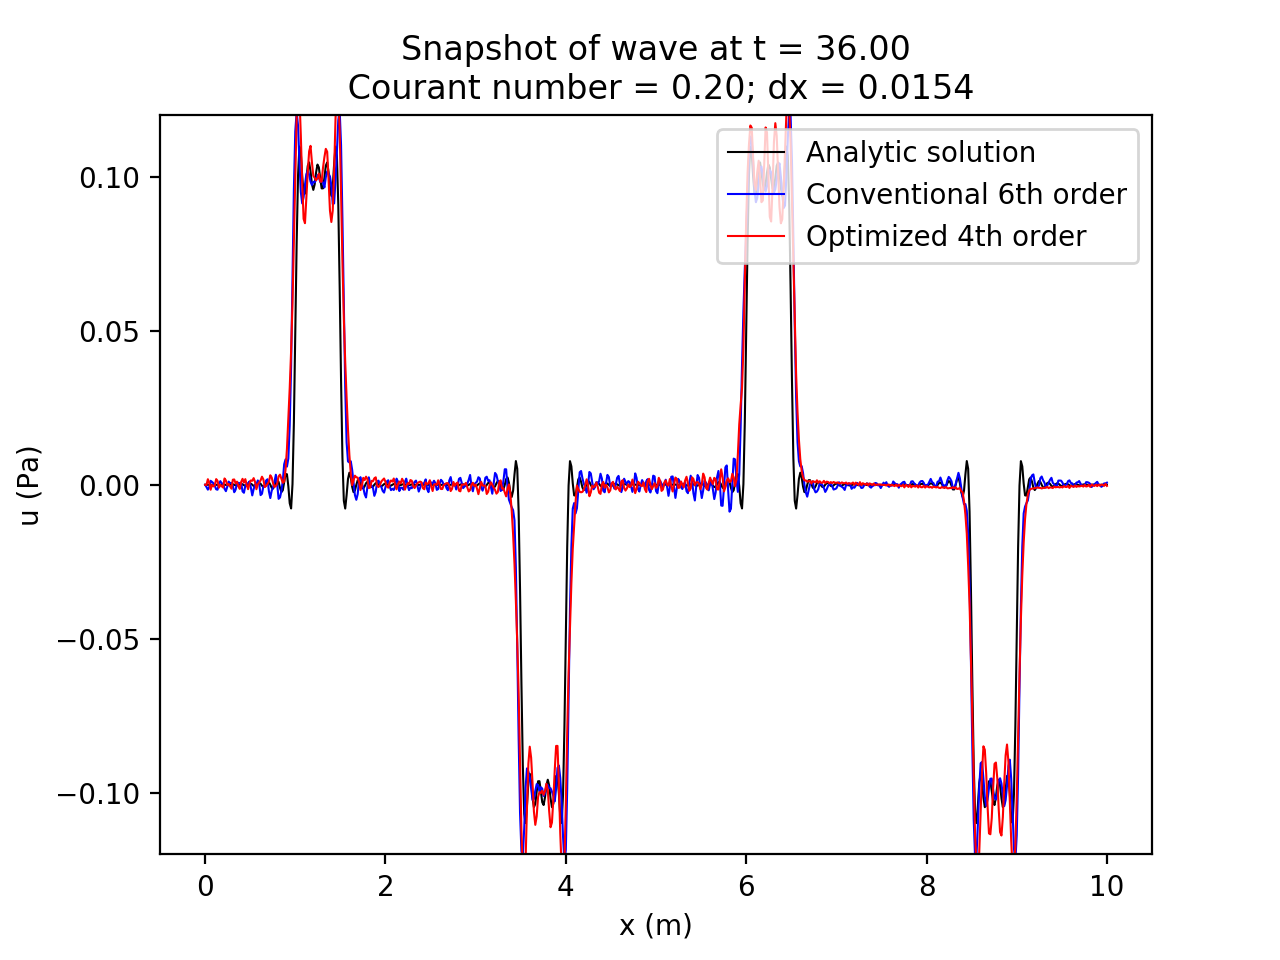 Snapshot of wave at t = 36.00
Courant number = 0.20; dx = 0.0154
Analytic solution
Conventional 6th order
Optimized 4th order
0.10
0.05
0.00
−0.05
−0.10
u (Pa)
0 2 4 6 8 10
x (m)